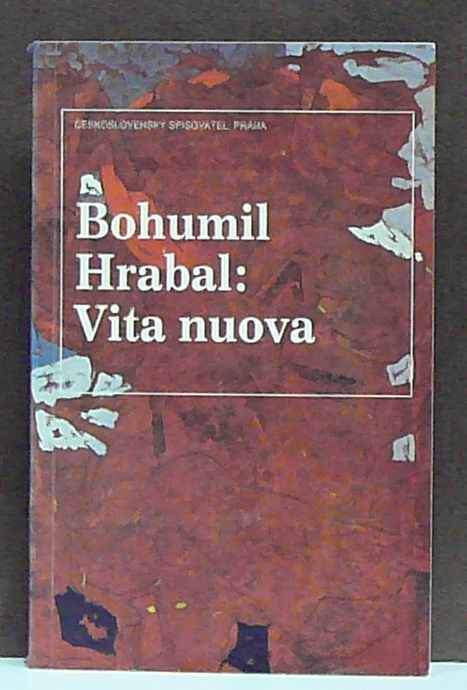 ČESKOSLOVENSKÝ SPISOVATEL PRAHA
Bohumil
Hrabal:
Vita nuova